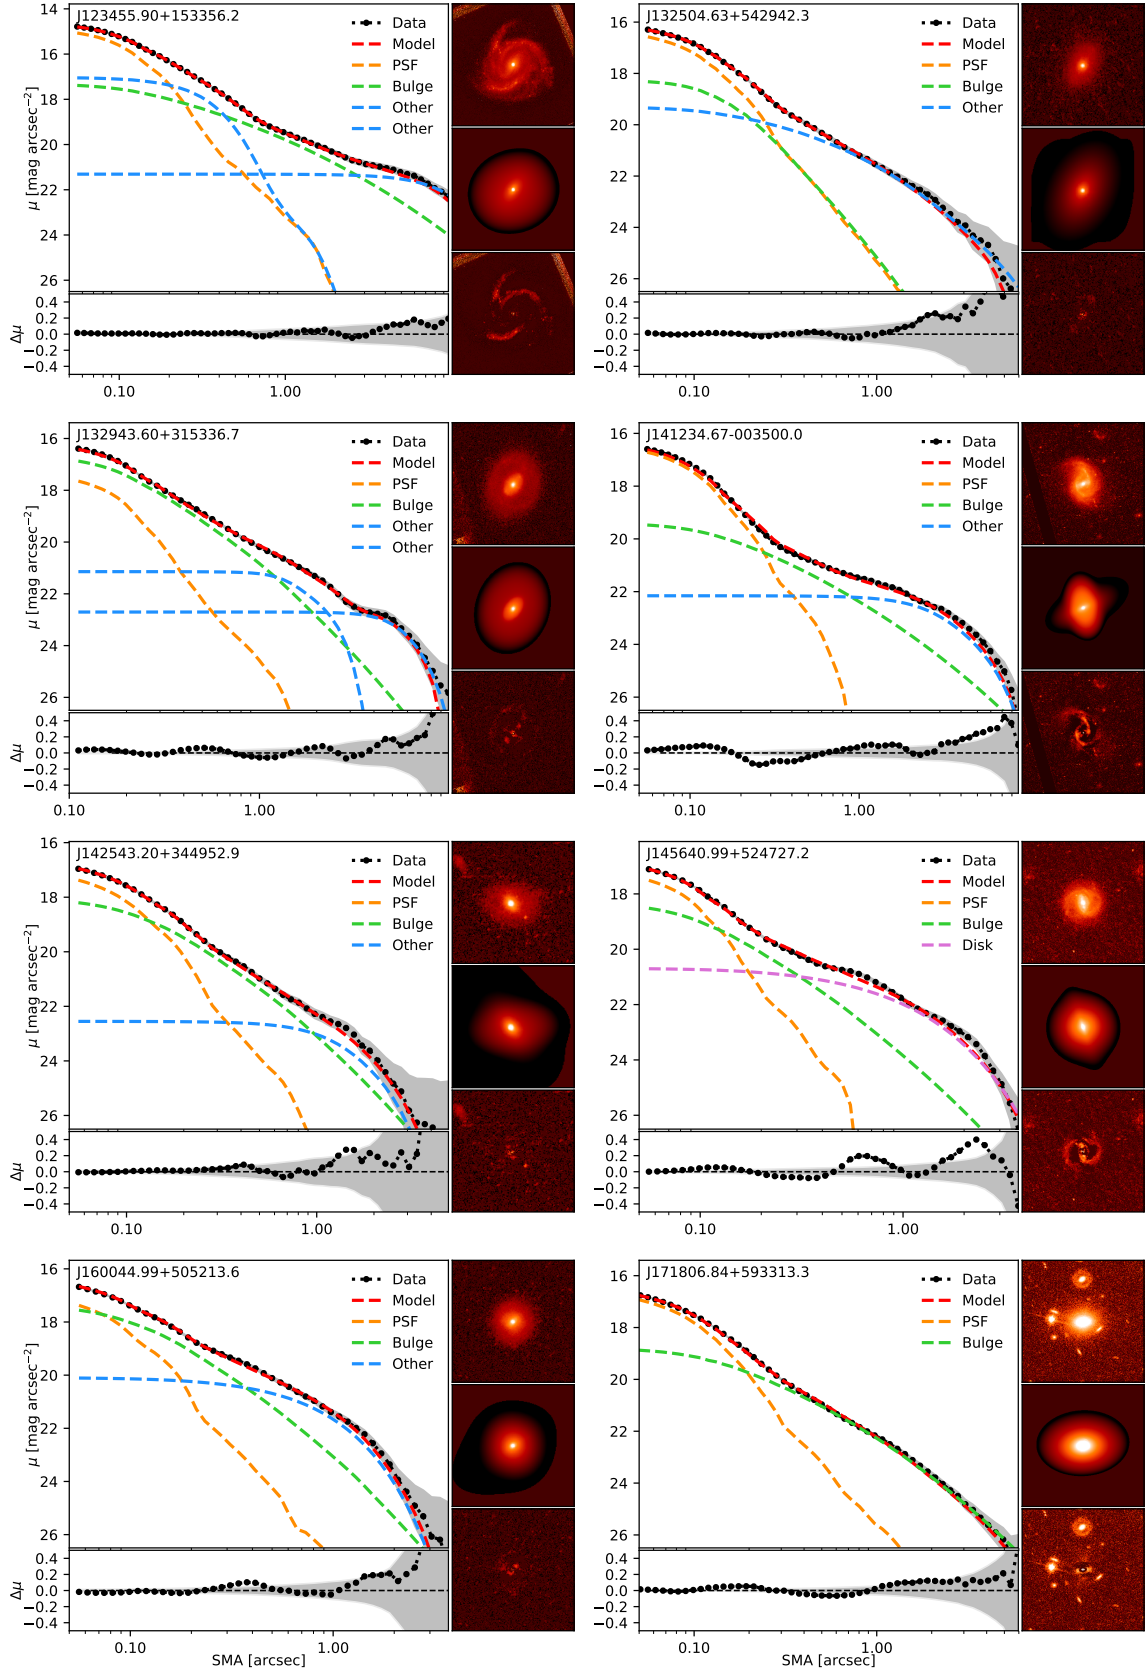 J123455.90+153356.2
Data
Model
PSF
Bulge
Other
Other
14
16
18
20
22
24
26
μ [mag arcsec−2]
0.4
0.2
0.0
−0.2
−0.4
Δμ
0.10
1.00
J132504.63+542942.3
Data
Model
PSF
Bulge
Other
16
18
20
22
24
26
0.4
0.2
0.0
−0.2
−0.4
0.10
1.00
J132943.60+315336.7
Data
Model
PSF
Bulge
Other
Other
16
18
20
22
24
26
μ [mag arcsec−2]
0.4
0.2
0.0
−0.2
−0.4
Δμ
0.10
1.00
J141234.67-003500.0
Data
Model
PSF
Bulge
Other
16
18
20
22
24
26
0.4
0.2
0.0
−0.2
−0.4
0.10
1.00
J142543.20+344952.9
Data
Model
PSF
Bulge
Other
16
18
20
22
24
26
μ [mag arcsec−2]
0.4
0.2
0.0
−0.2
−0.4
Δμ
0.10
1.00
J145640.99+524727.2
Data
Model
PSF
Bulge
Disk
18
20
22
24
26
0.4
0.2
0.0
−0.2
−0.4
0.10
1.00
J160044.99+505213.6
Data
Model
PSF
Bulge
Other
16
18
20
22
24
26
μ [mag arcsec−2]
0.4
0.2
0.0
−0.2
−0.4
Δμ
0.10
1.00
SMA [arcsec]
J171806.84+593313.3
Data
Model
PSF
Bulge
16
18
20
22
24
26
0.4
0.2
0.0
−0.2
−0.4
0.10
1.00
SMA [arcsec]